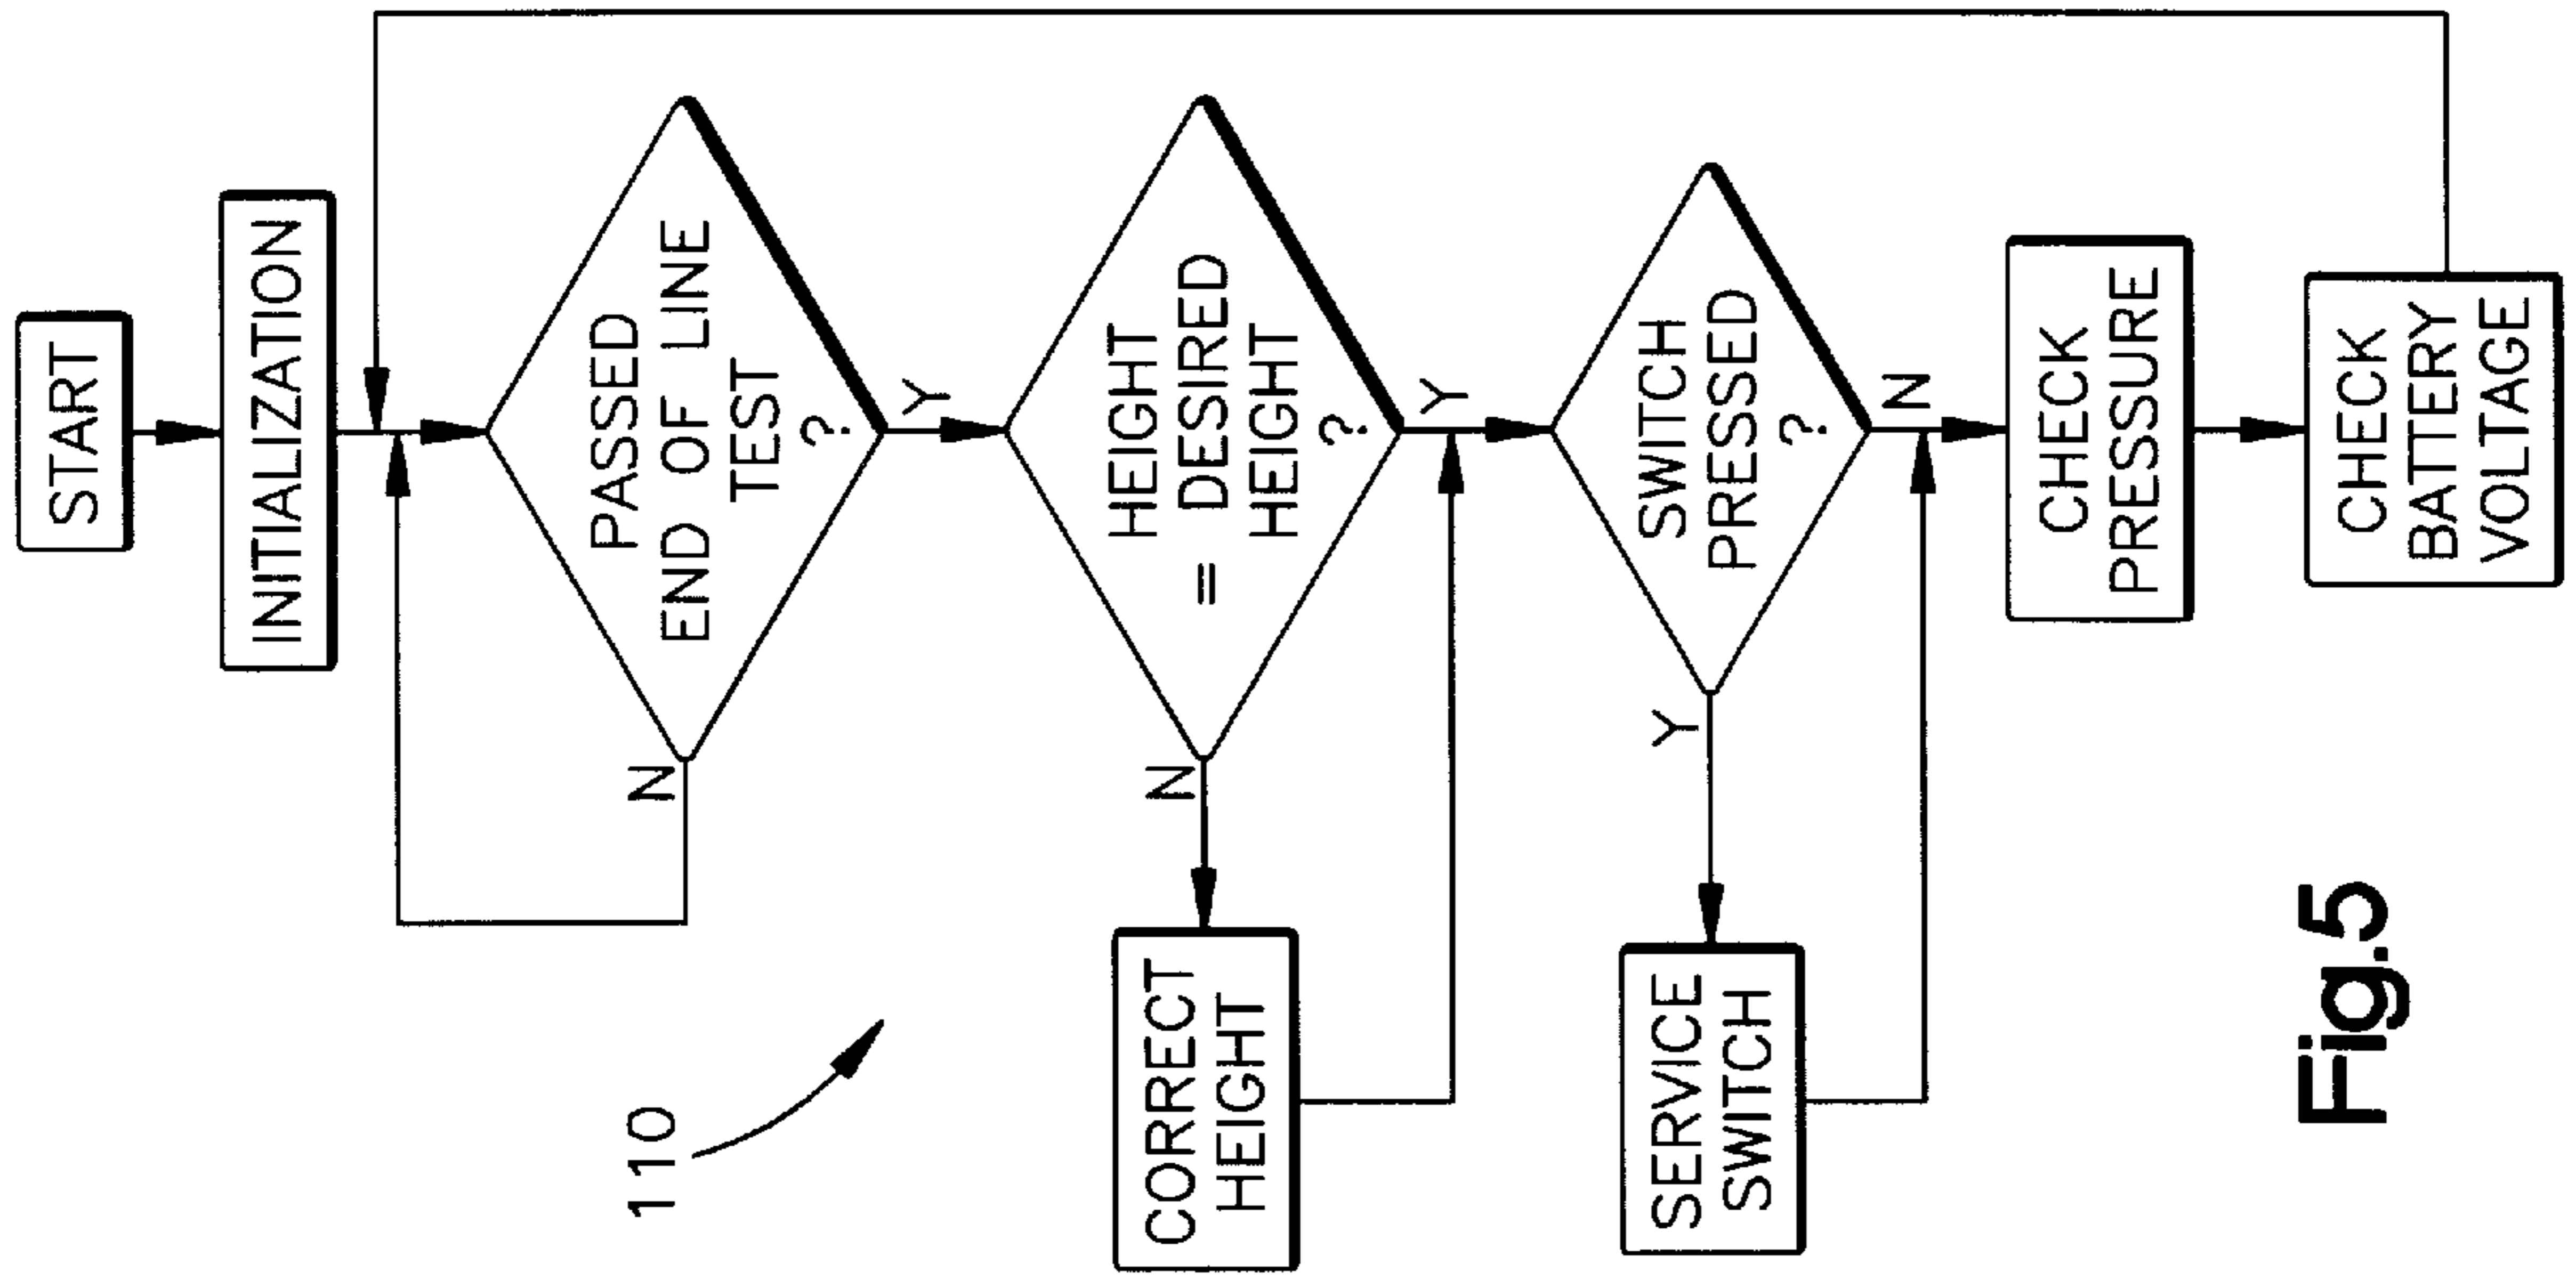 START
INITIALIZATION
PASSED
END OF LINE
TEST
?
N
Y
HEIGHT
= DESIRED
HEIGHT
?
N
Y
CORRECT
HEIGHT
SWITCH
PRESSED
?
Y
N
SERVICE
SWITCH
CHECK
PRESSURE
CHECK
BATTERY
VOLTAGE
110
Fig.5